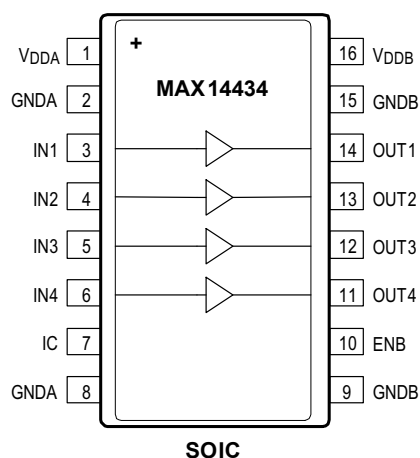 VDDA 1 + 16 VDDB
GNDA 2 MAX14434 15 GNDB
IN1 3 14 OUT1
IN2 4 13 OUT2
IN3 5 12 OUT3
IN4 6 11 OUT4
IC 7 10 ENB
GNDA 8 9 GNDB
SOIC